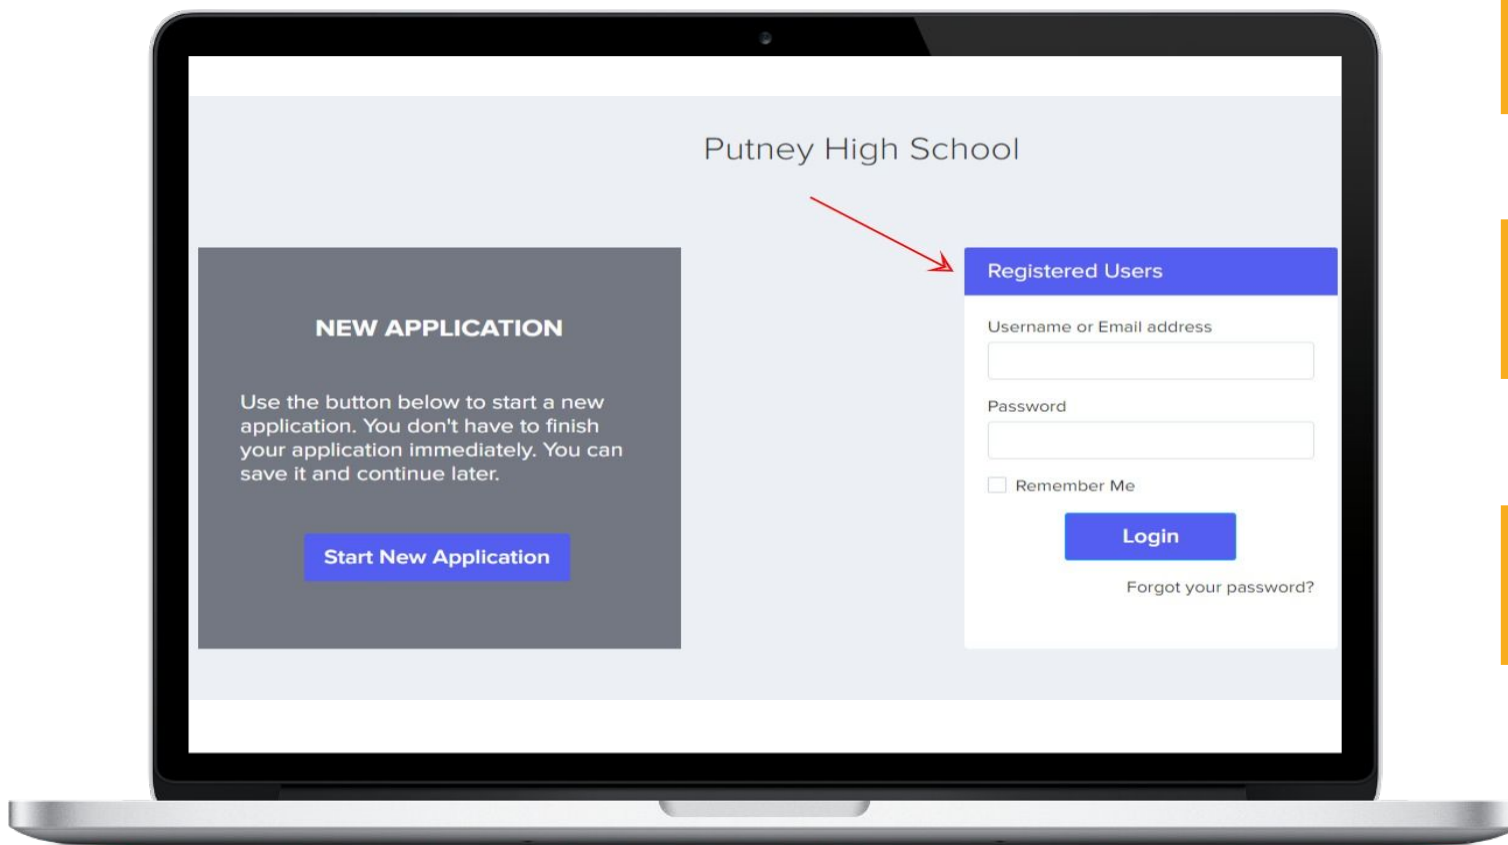 Putney High School
NEW APPLICATION
Use the button below to start a new
application. You don't have to finish
your application immediately. You can
save it and continue later.
Start New Application
Registered Users
Username or Email address
Password
Remember Me
Login
Forgot your password?